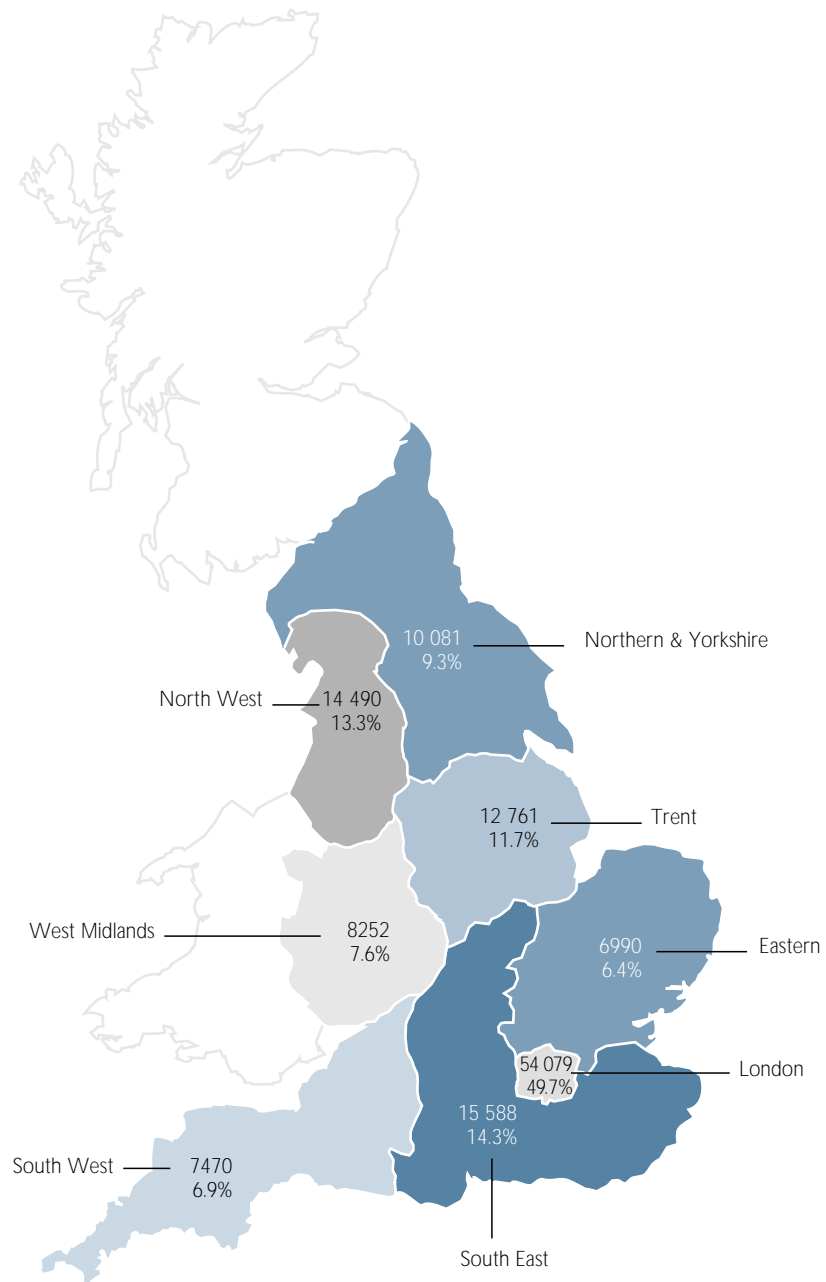 10 081
9.3%
Northern & Yorkshire
North West
14 490
13.3%
12 761
11.7%
Trent
West Midlands
8252
7.6%
6990
6.4%
Eastern
54 079
49.7%
London
15 588
14.3%
South West
7470
6.9%
South East